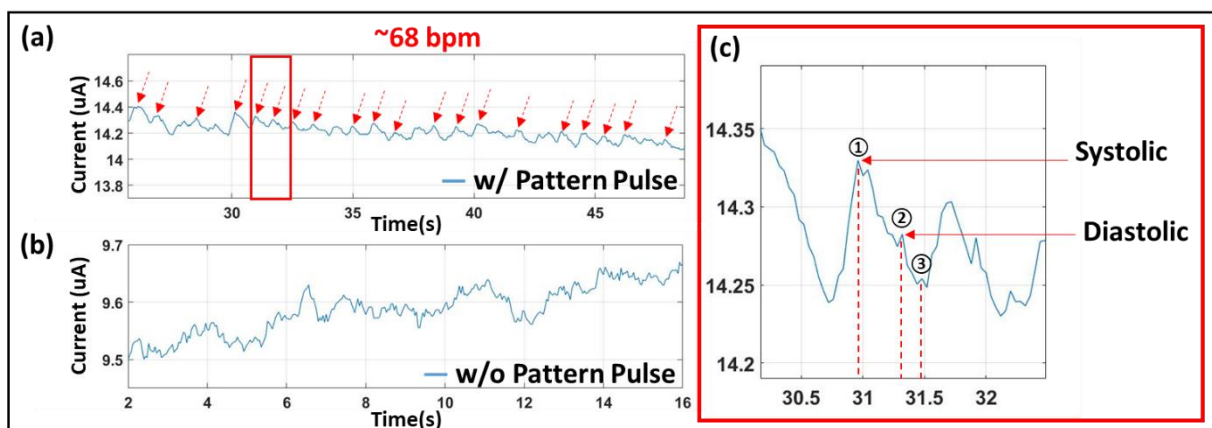 (a)
~68 bpm
Current (uA)
14.6
14.4
14.2
14
13.8
w/ Pattern Pulse
30
35
40
45
Time(s)
(b)
Current (uA)
9.7
9.6
9.5
w/o Pattern Pulse
2
4
6
8
10
12
14
16
Time(s)
(c)
14.35
14.3
14.25
14.2
①
②
③
Systolic
Diastolic
30.5
31
31.5
32